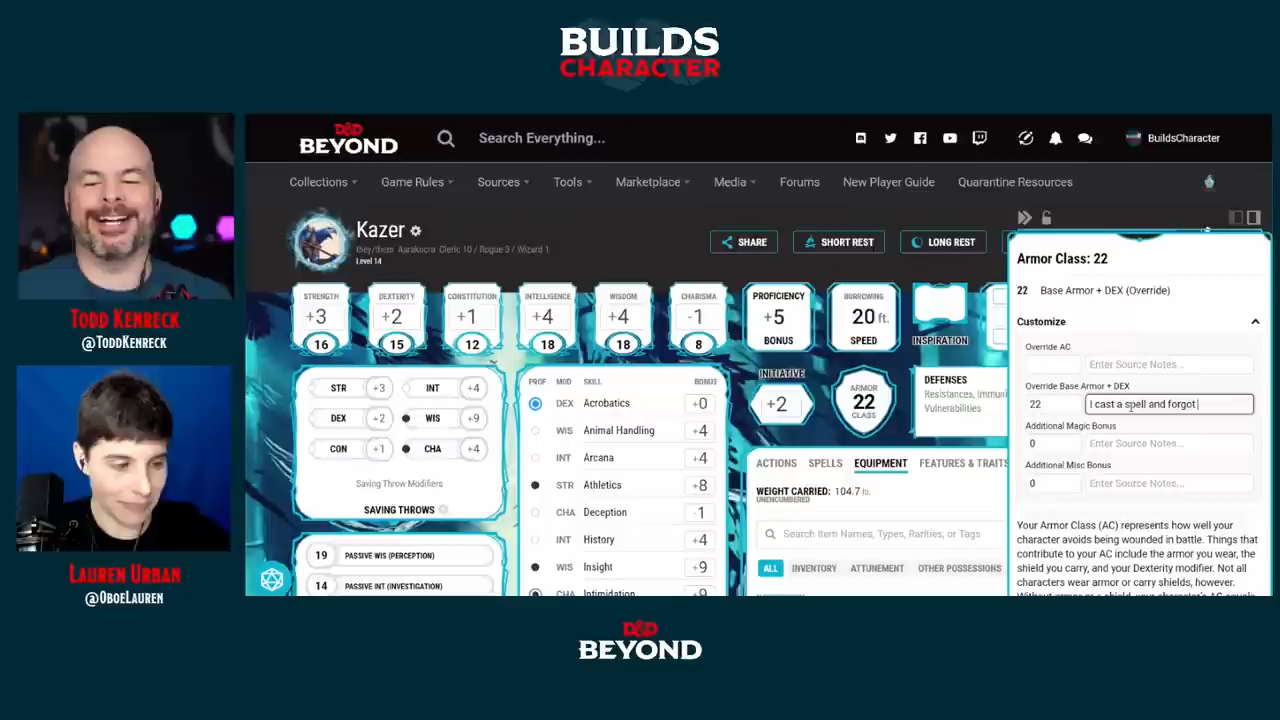 BUILDS
CHARACTER
TODD KENRECK
@TODDKENRECK
LAUREN URBAN
@OBOELAUREN
D&D
BEYOND
Search Everything...
BuildsCharacter
Collections
Game Rules
Sources
Tools
Marketplace
Media
Forums
New Player Guide
Quarantine Resources
Kazer
they/them Aarakocra Cleric 10 / Rogue 3 / Wizard 1
Level 14
SHARE
SHORT REST
LONG REST
STRENGTH
+3
16
DEXTERITY
+2
15
CONSTITUTION
+1
12
INTELLIGENCE
+4
18
WISDOM
+4
18
CHARISMA
-1
8
PROFICIENCY
+5
BONUS
BURROWING
20 ft.
SPEED
INSPIRATION
STR +3
INT +4
DEX +2
WIS +9
CON +1
CHA +4
Saving Throw Modifiers
SAVING THROWS
19 PASSIVE WIS (PERCEPTION)
14 PASSIVE INT (INVESTIGATION)
PROF MOD SKILL BONUS
DEX Acrobatics +0
WIS Animal Handling +4
INT Arcana +4
STR Athletics +8
CHA Deception -1
INT History +4
WIS Insight +9
CHA Intimidation +9
INITIATIVE
+2
ARMOR
22
CLASS
DEFENSES
Resistances, Immuni
Vulnerabilities
ACTIONS SPELLS EQUIPMENT FEATURES & TRAITS
WEIGHT CARRIED: 104.7 lb.
UNENCUMBERED
Search Item Names, Types, Rarities, or Tags
ALL INVENTORY ATTUNEMENT OTHER POSSESSIONS
Armor Class: 22
22 Base Armor + DEX (Override)
Customize
Override AC
Enter Source Notes...
Override Base Armor + DEX
22 I cast a spell and forgot
Additional Magic Bonus
0 Enter Source Notes...
Additional Misc Bonus
0 Enter Source Notes...
Your Armor Class (AC) represents how well your
character avoids being wounded in battle. Things that
contribute to your AC include the armor you wear, the
shield you carry, and your Dexterity modifier. Not all
characters wear armor or carry shields, however.
D&D
BEYOND